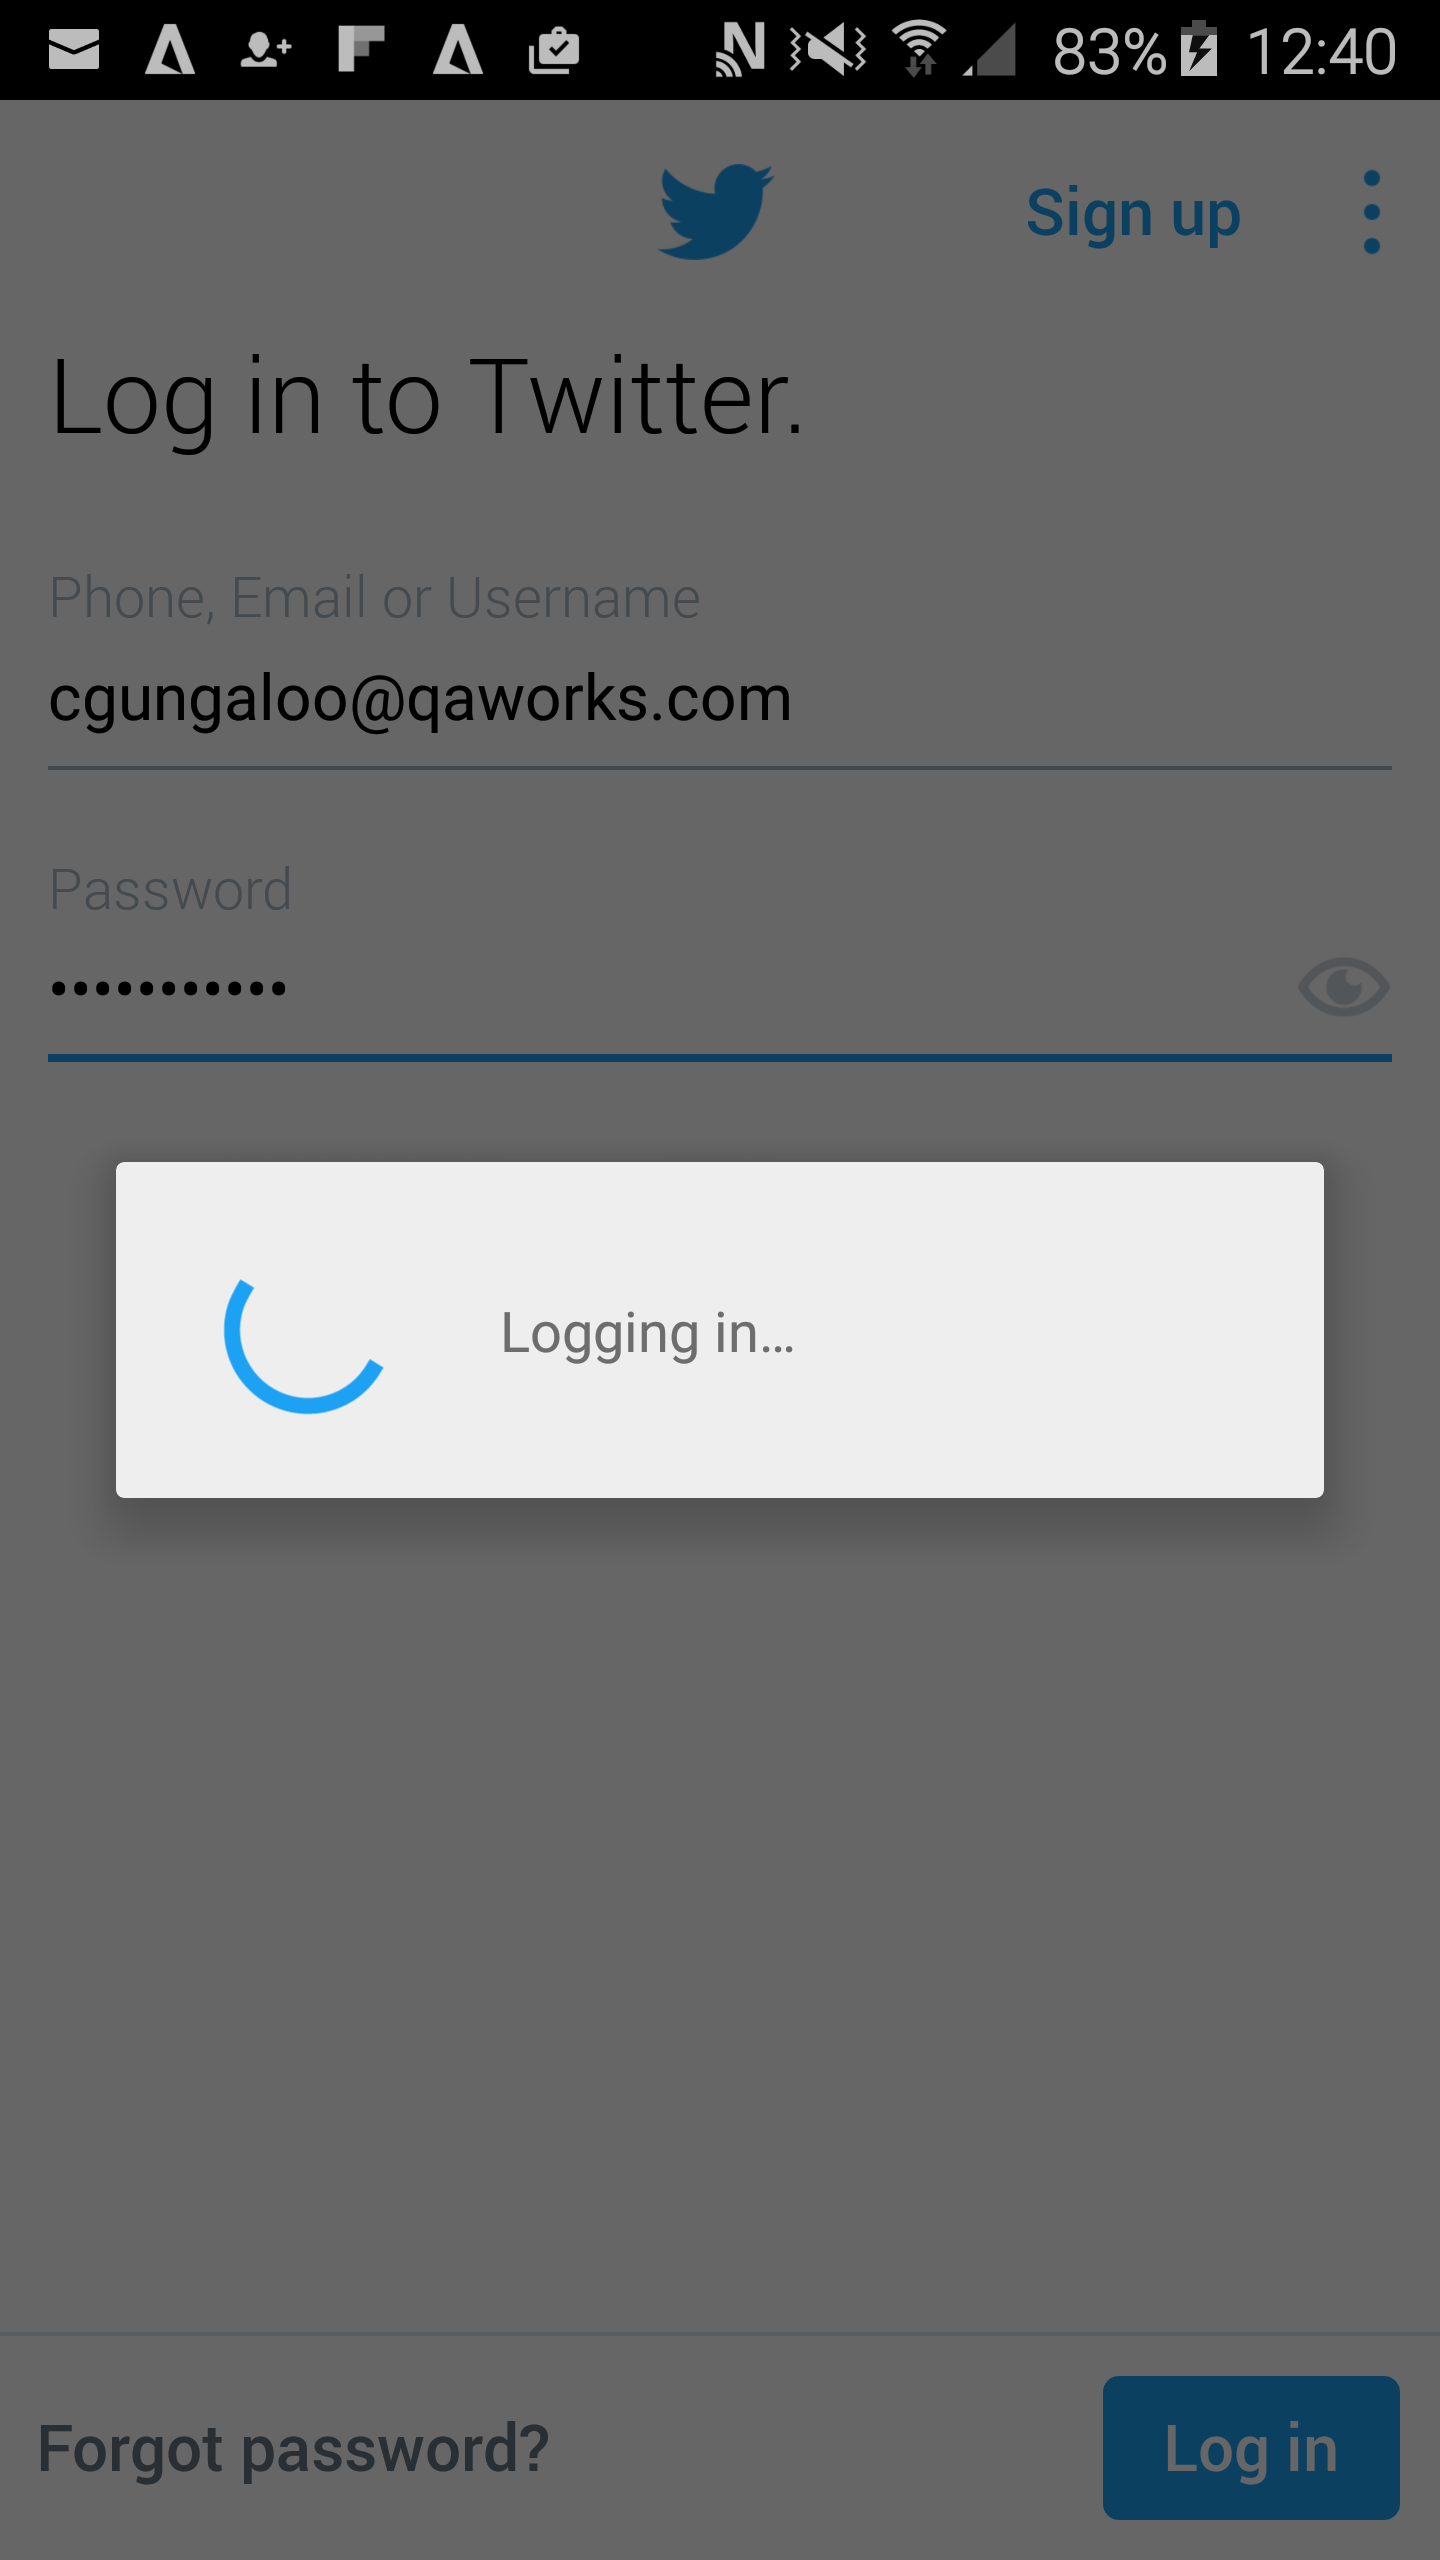 83% 12:40
Sign up
Log in to Twitter.
Phone, Email or Username
cgungaloo@qaworks.com
Password
•••••••••••
Logging in...
Forgot password?
Log in